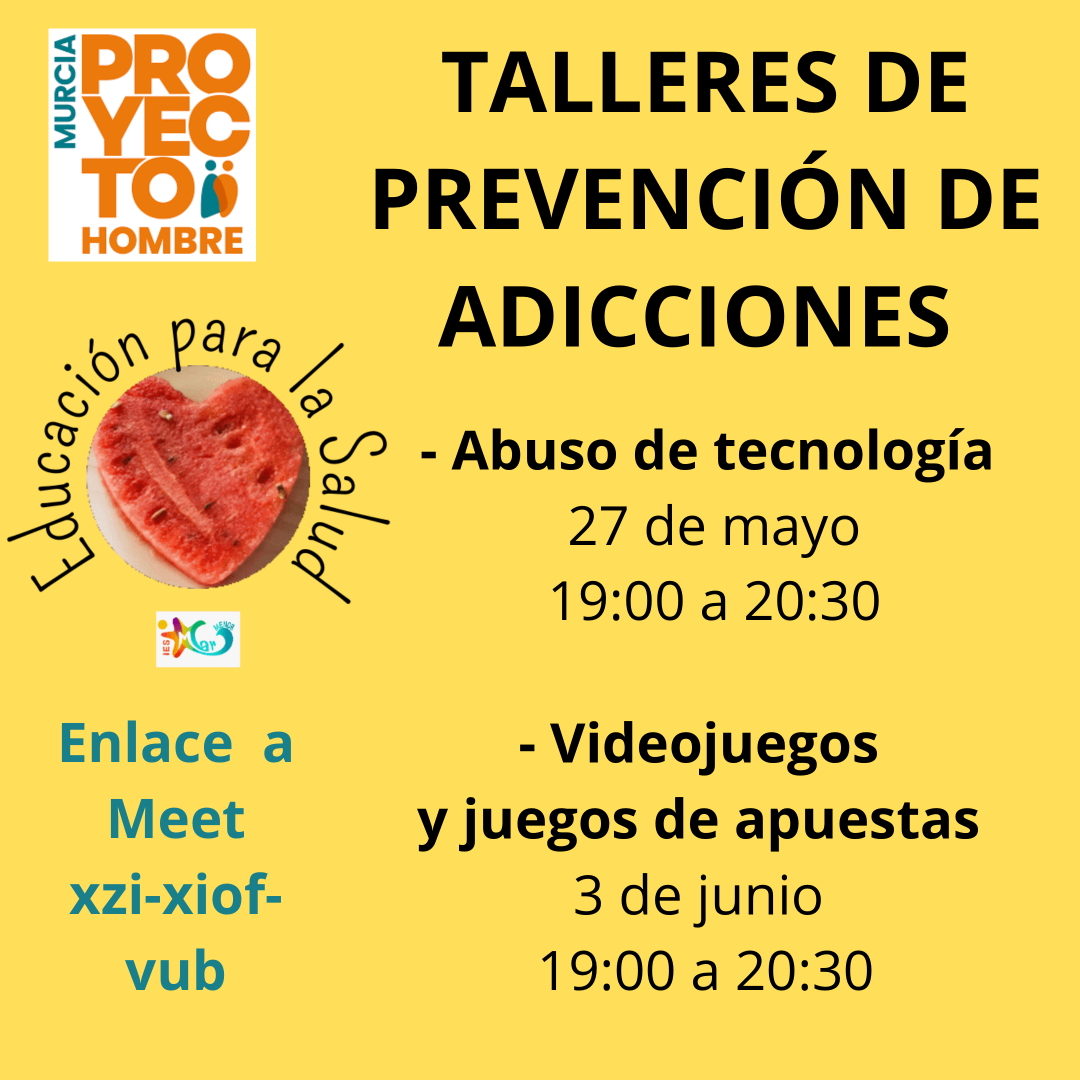 MURCIA
PRO
YEC
TO
HOMBRE
TALLERES DE
PREVENCIÓN DE
ADICCIONES
Educación para la Salud
- Abuso de tecnología
27 de mayo
19:00 a 20:30
IES
Mar
MENOR
Enlace a
Meet
xzi-xiof-
vub
- Videojuegos
y juegos de apuestas
3 de junio
19:00 a 20:30